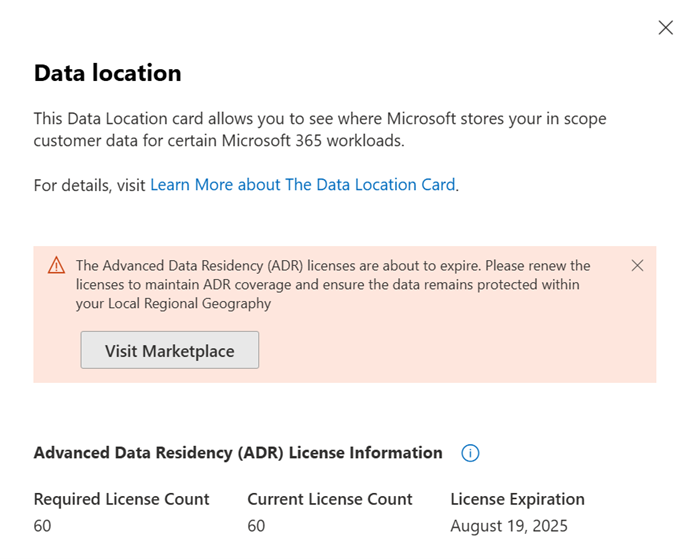 Data location
This Data Location card allows you to see where Microsoft stores your in scope
customer data for certain Microsoft 365 workloads.
For details, visit Learn More about The Data Location Card.
The Advanced Data Residency (ADR) licenses are about to expire. Please renew the
licenses to maintain ADR coverage and ensure the data remains protected within
your Local Regional Geography
Visit Marketplace
Advanced Data Residency (ADR) License Information
Required License Count Current License Count License Expiration
60 60 August 19, 2025